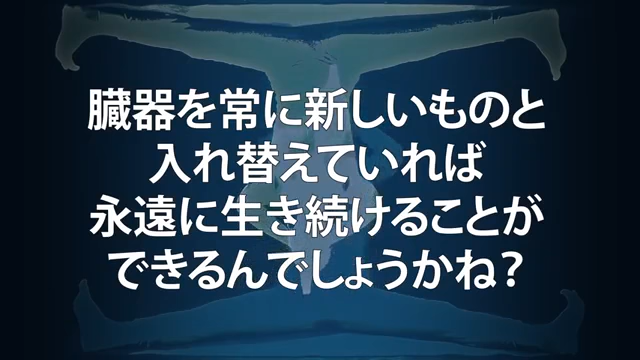 臓器を常に新しいものと
入れ替えていれば
永遠に生き続けることが
できるんでしょうかね？